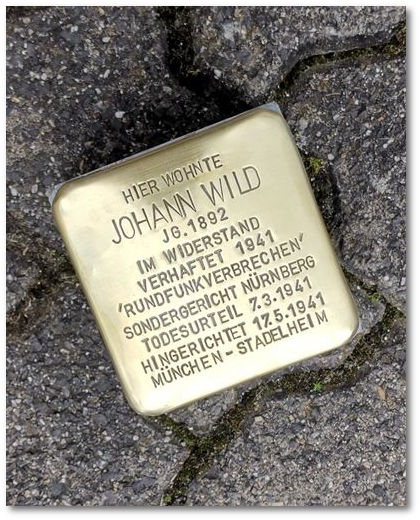 HIER WOHNTE
JOHANN WILD
JG. 1892
IM WIDERSTAND
VERHAFTET 1941
'RUNDFUNKVERBRECHEN'
SONDERGERICHT NÜRNBERG
TODESURTEIL 7.3.1941
HINGERICHTET 17.5.1941
MÜNCHEN-STADELHEIM